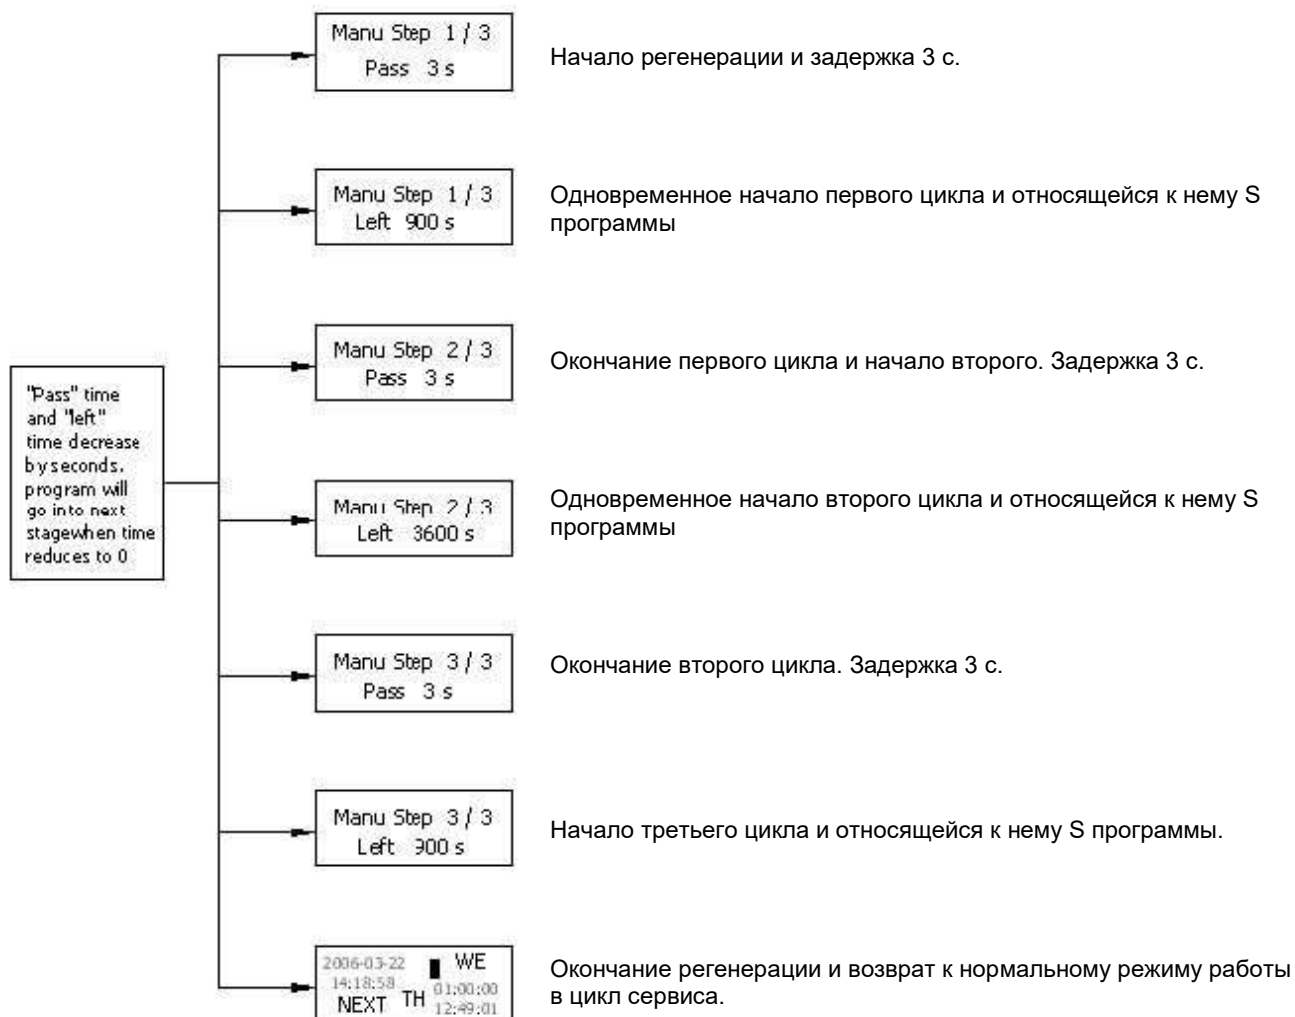 Manu Step 1 / 3
Pass 3 s
Начало регенерации и задержка 3 с.
Manu Step 1 / 3
Left 900 s
Одновременное начало первого цикла и относящейся к нему S
программы
Manu Step 2 / 3
Pass 3 s
Окончание первого цикла и начало второго. Задержка 3 с.
"Pass" time
and "left"
time decrease
by seconds.
program will
go into next
stagewhen time
reduces to 0
Manu Step 2 / 3
Left 3600 s
Одновременное начало второго цикла и относящейся к нему S
программы
Manu Step 3 / 3
Pass 3 s
Окончание второго цикла. Задержка 3 с.
Manu Step 3 / 3
Left 900 s
Начало третьего цикла и относящейся к нему S программы.
2006-03-22 WE
14:18:58 01:00:00
NEXT TH 12:49:01
Окончание регенерации и возврат к нормальному режиму работы
в цикл сервиса.